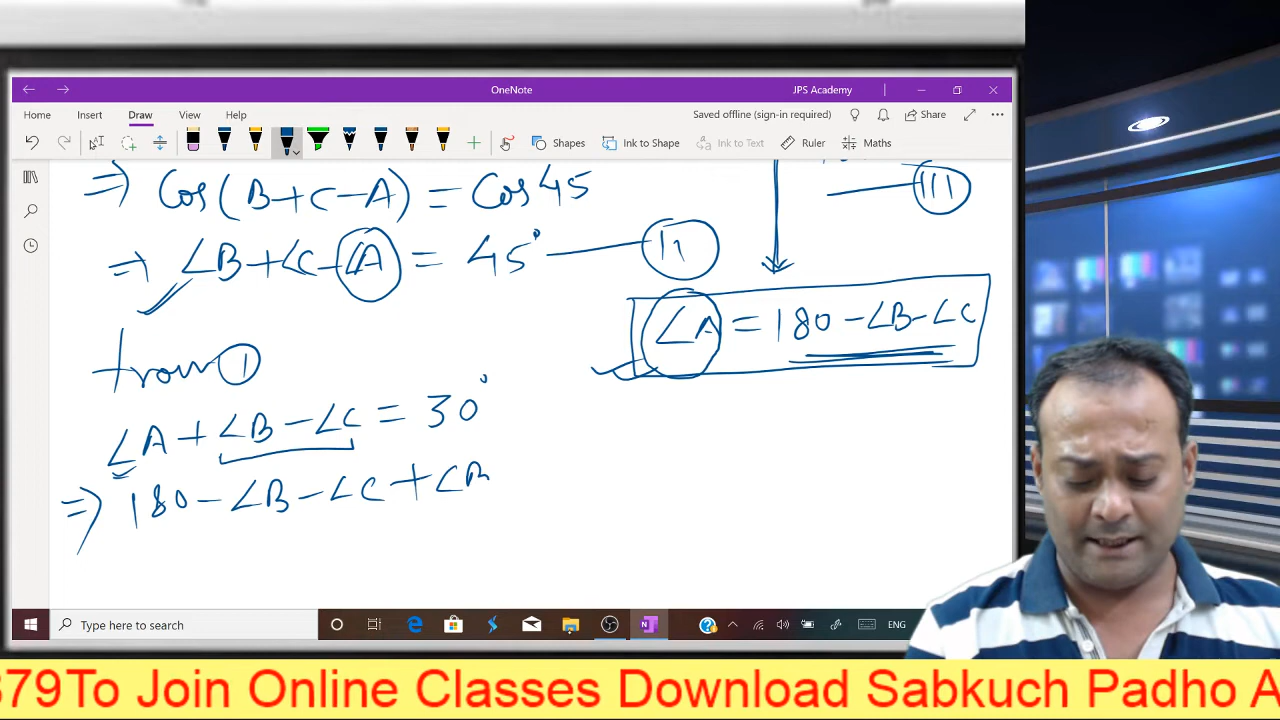 OneNote
JPS Academy
Home Insert Draw View Help
Saved offline (sign-in required)
Share
Shapes
Ink to Shape
Ink to Text
Ruler
Maths
⇒ Cos(B+C-A) = Cos 45
III
⇒ ∠B+∠C-∠A = 45° — II
∠A = 180-∠B-∠C
from I
∠A+∠B-∠C = 30°
⇒ 180-∠B-∠C+∠B
Type here to search
ENG
379To Join Online Classes Download Sabkuch Padho A